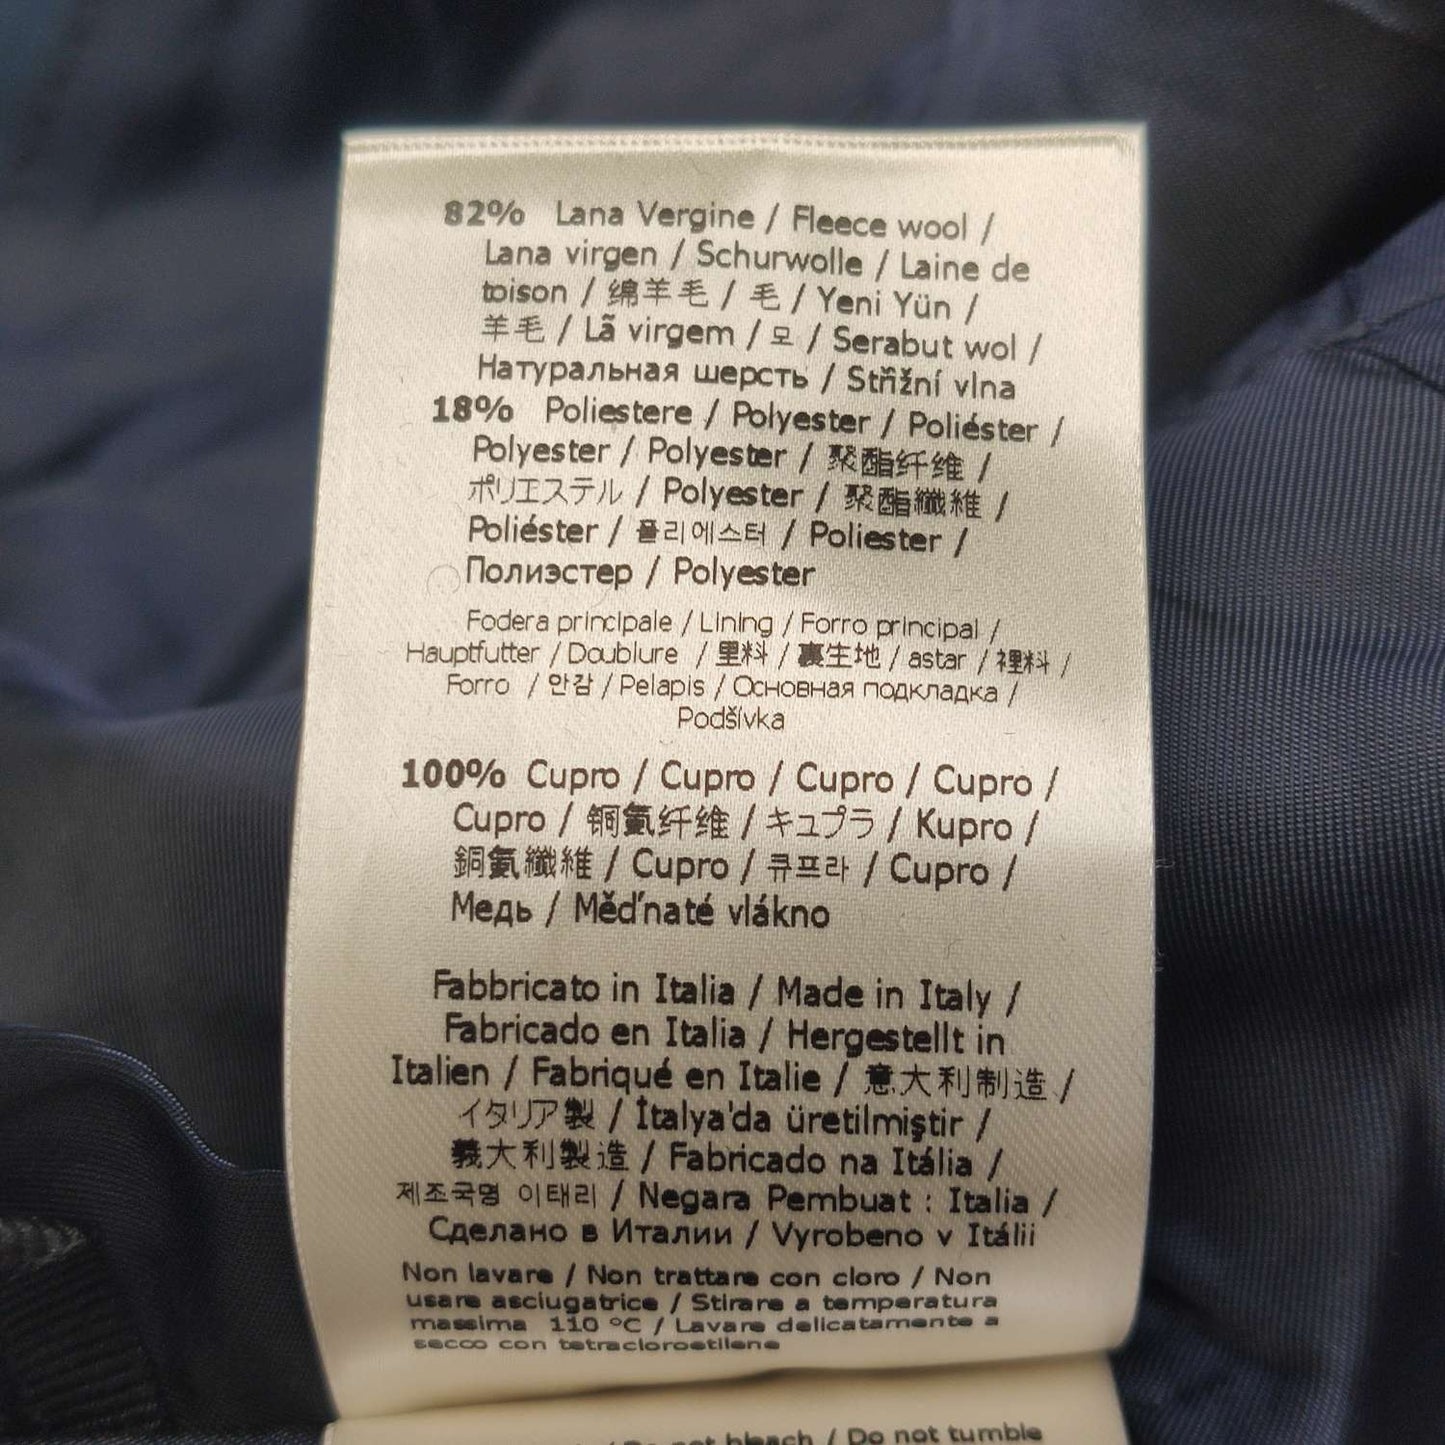 82% Lana Vergine / Fleece wool /
Lana virgen / Schurwolle / Laine de
toison / 绵羊毛 / 毛 / Yeni Yün /
羊毛 / Lã virgem / 모 / Serabut wol /
Натуральная шерсть / Střižní vlna
18% Poliestere / Polyester / Poliéster /
Polyester / Polyester / 聚酯纤维 /
ポリエステル / Polyester / 聚酯纖維 /
Poliéster / 폴리에스터 / Poliester /
Полиэстер / Polyester
Fodera principale / Lining / Forro principal /
Hauptfutter / Doublure / 里料 / 裏生地 / astar / 裡料 /
Forro / 안감 / Pelapis / Основная подкладка /
Podšívka
100% Cupro / Cupro / Cupro / Cupro /
Cupro / 铜氨纤维 / キュプラ / Kupro /
銅氨纖維 / Cupro / 큐프라 / Cupro /
Медь / Měďnaté vlákno
Fabbricato in Italia / Made in Italy /
Fabricado en Italia / Hergestellt in
Italien / Fabriqué en Italie / 意大利制造 /
イタリア製 / İtalya'da üretilmiştir /
義大利製造 / Fabricado na Itália /
제조국명 이태리 / Negara Pembuat : Italia /
Сделано в Италии / Vyrobeno v Itálii
Non lavare / Non trattare con cloro / Non
usare asciugatrice / Stirare a temperatura
massima 110 °C / Lavare delicatamente a
secco con tetracloroetilene
/ Do not bleach / Do not tumble